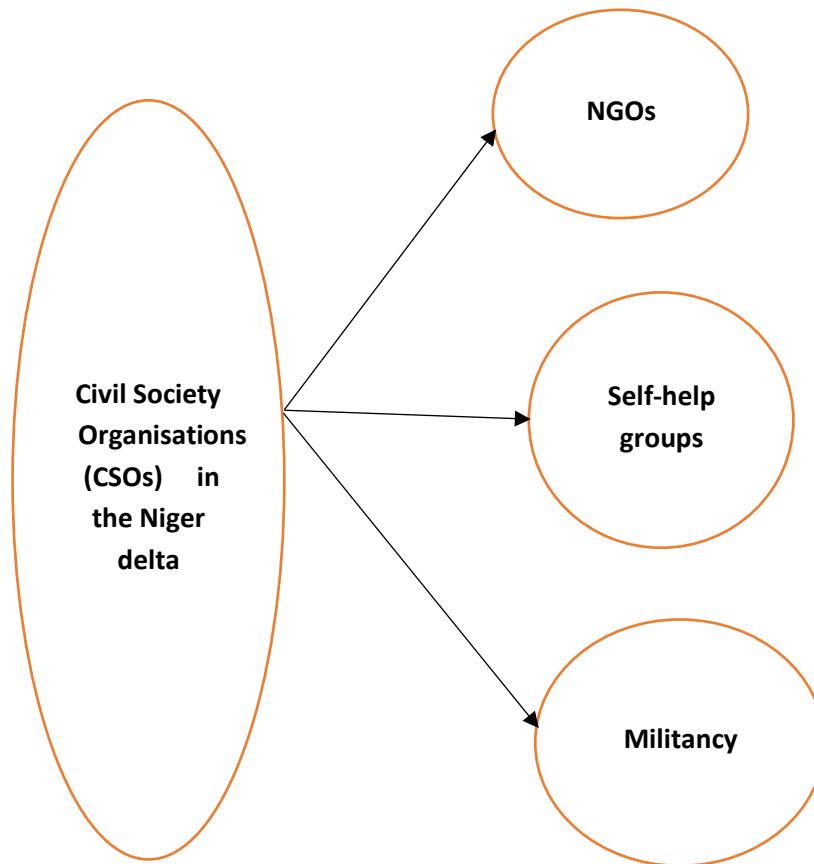 NGOs
Civil Society
Organisations
(CSOs) in
the Niger
delta
Self-help
groups
Militancy